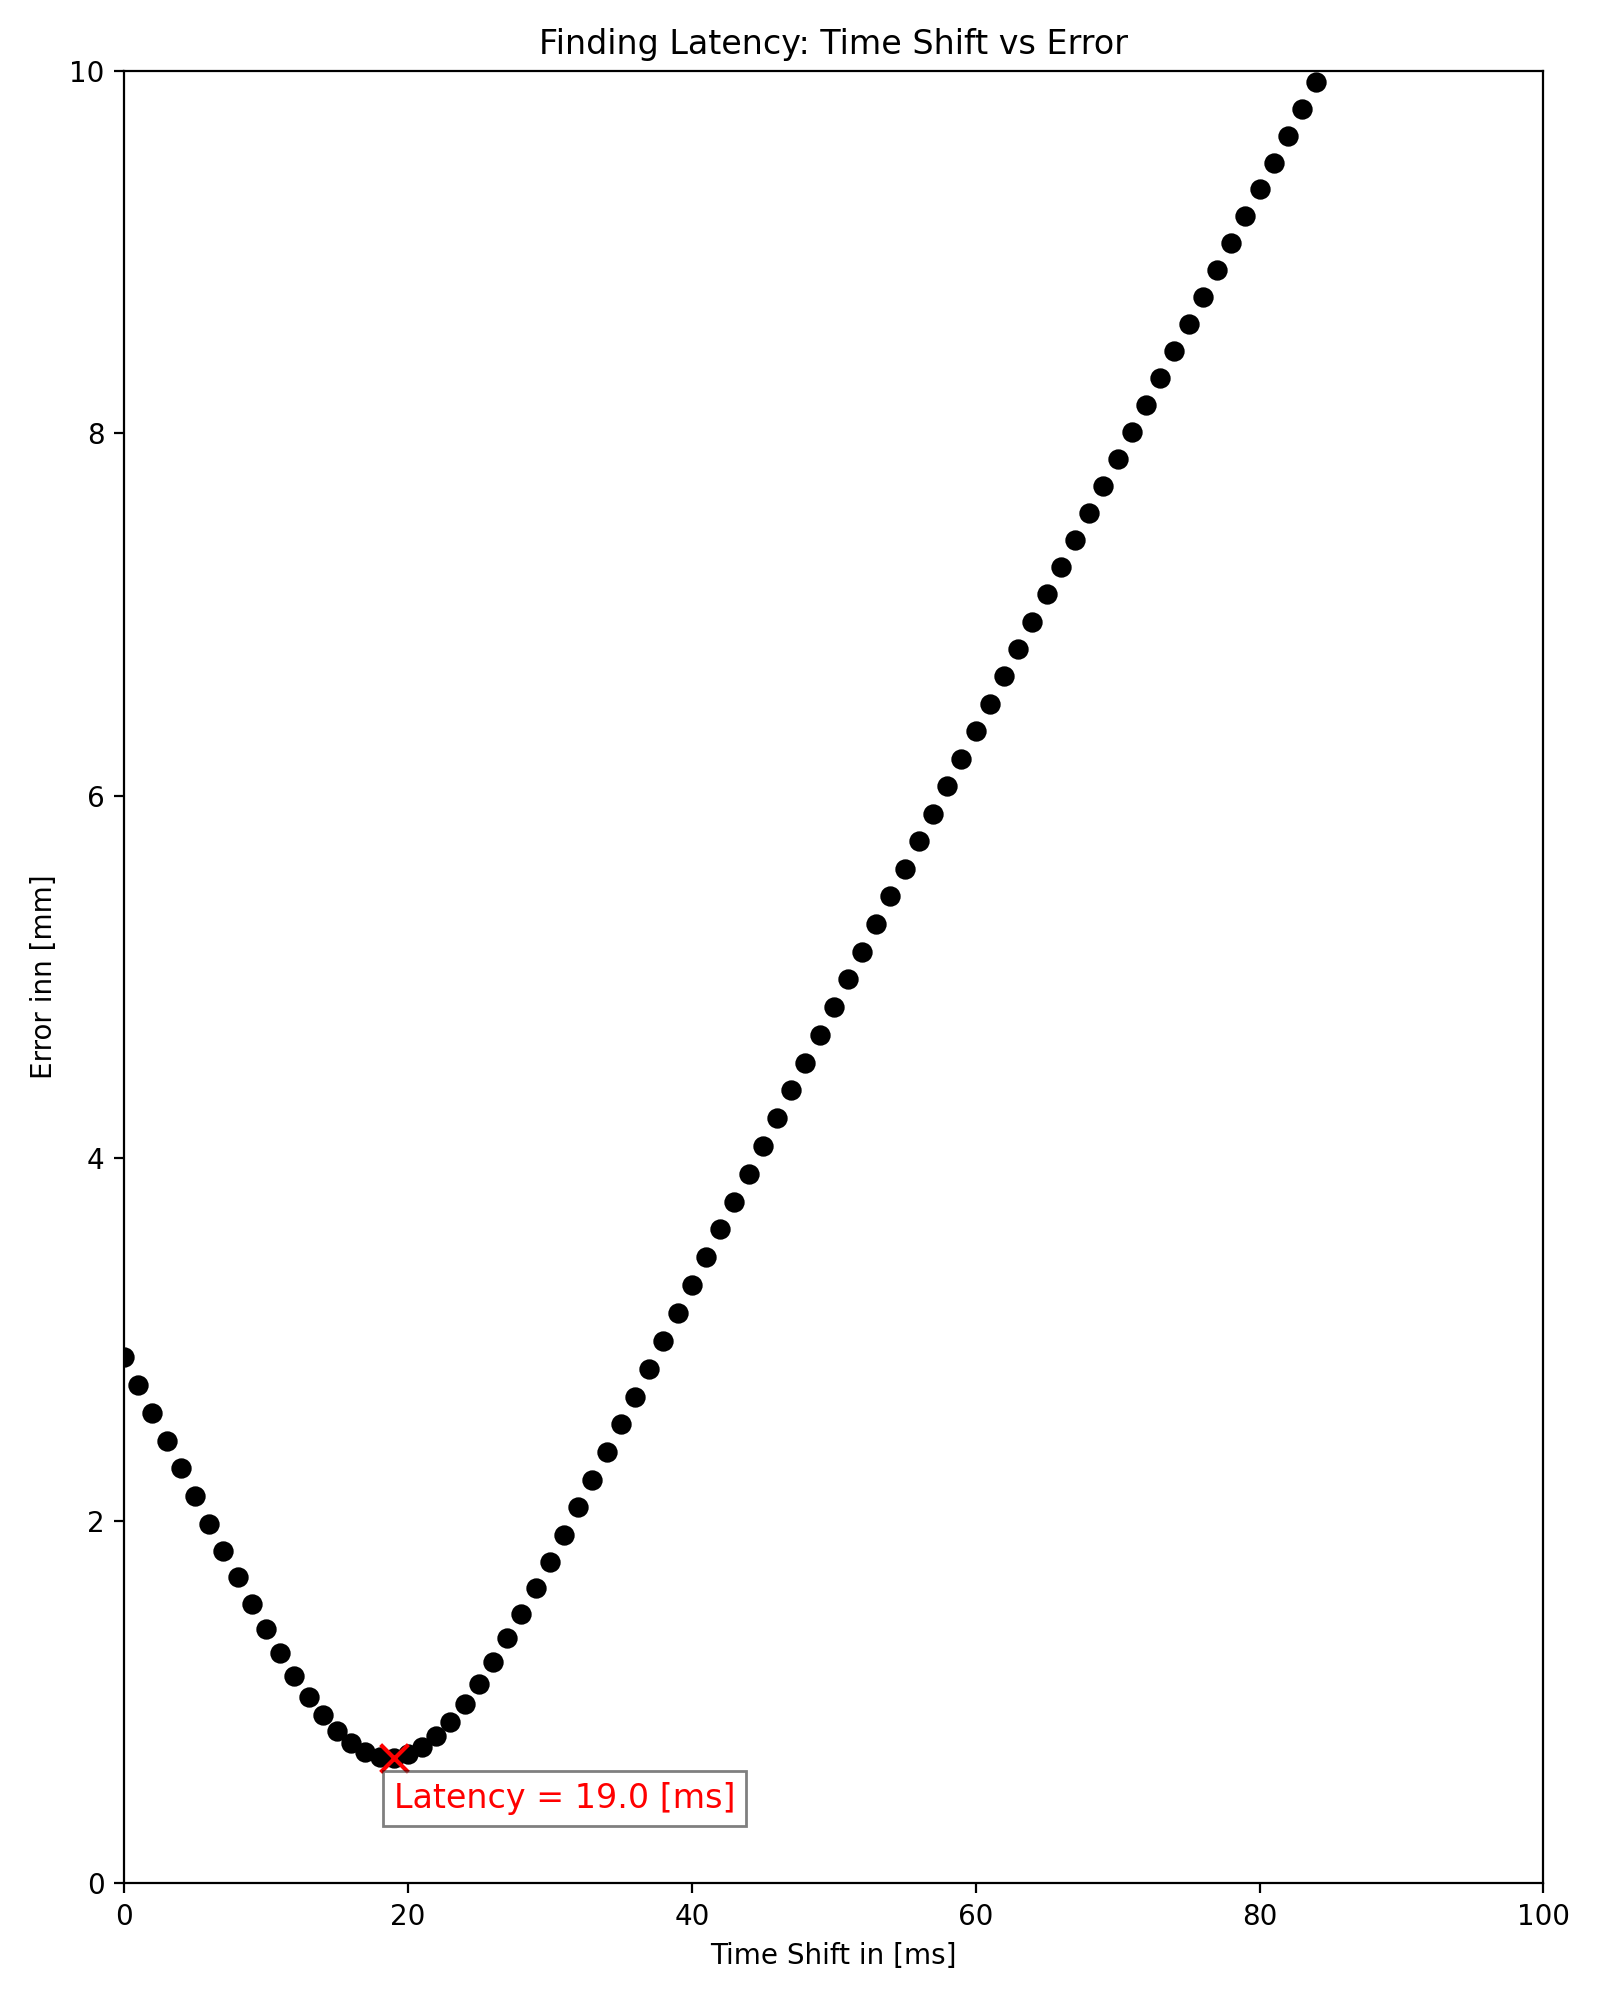 Finding Latency: Time Shift vs Error
10
8
6
4
2
0
Error inn [mm]
Latency = 19.0 [ms]
0 20 40 60 80 100
Time Shift in [ms]